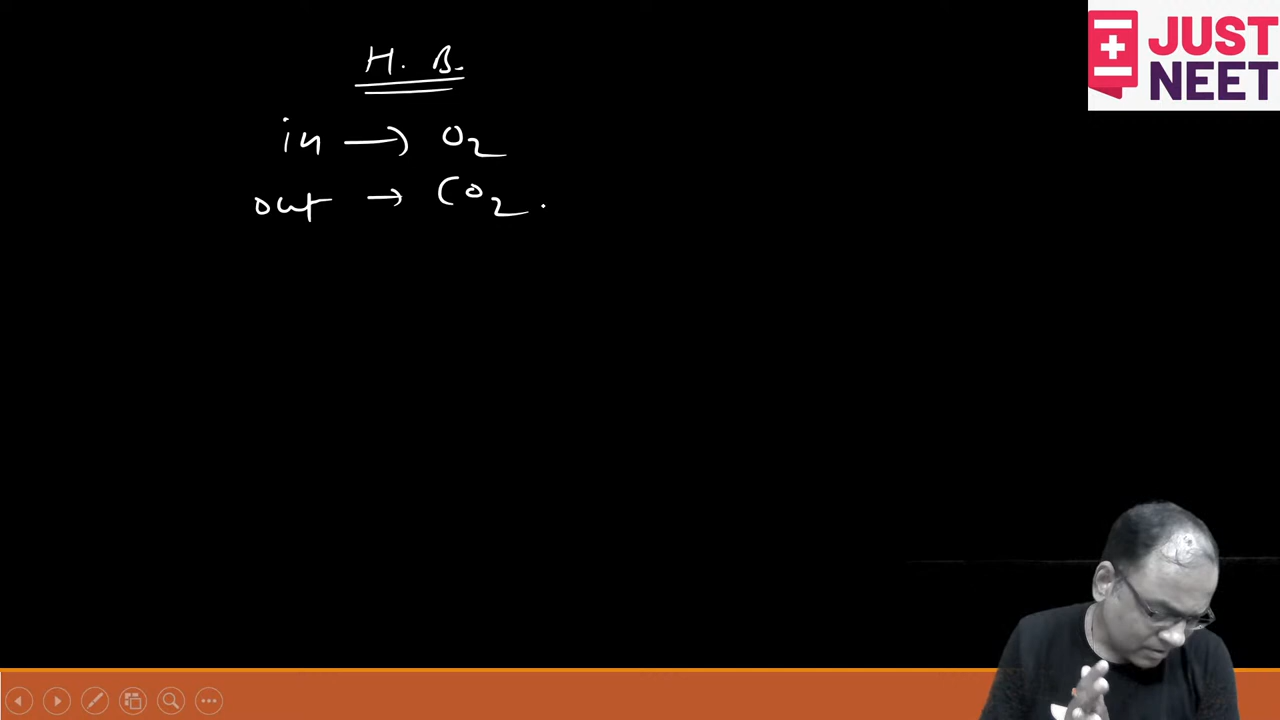 H. B.
in → O2
out → CO2.
JUST
NEET